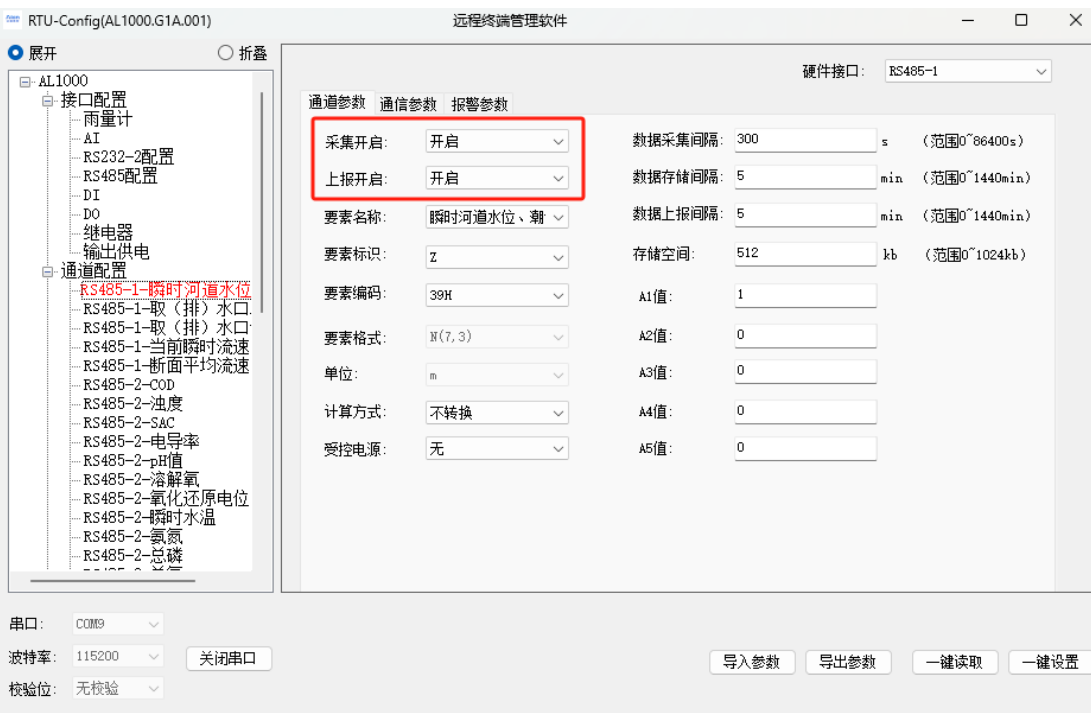 RTU-Config(AL1000.G1A.001)
远程终端管理软件
展开
折叠
AL1000
接口配置
雨量计
AI
RS232-2配置
RS485配置
DI
DO
继电器
输出供电
通道配置
RS485-1-瞬时河道水位
RS485-1-取（排）水口
RS485-1-取（排）水口
RS485-1-当前瞬时流速
RS485-1-断面平均流速
RS485-2-COD
RS485-2-浊度
RS485-2-SAC
RS485-2-电导率
RS485-2-pH值
RS485-2-溶解氧
RS485-2-氧化还原电位
RS485-2-瞬时水温
RS485-2-氨氮
RS485-2-总磷
硬件接口: RS485-1
通道参数 通信参数 报警参数
采集开启: 开启
上报开启: 开启
要素名称: 瞬时河道水位、潮
要素标识: Z
要素编码: 39H
要素格式: N(7,3)
单位: m
计算方式: 不转换
受控电源: 无
数据采集间隔: 300 s (范围0~86400s)
数据存储间隔: 5 min (范围0~1440min)
数据上报间隔: 5 min (范围0~1440min)
存储空间: 512 kb (范围0~1024kb)
A1值: 1
A2值: 0
A3值: 0
A4值: 0
A5值: 0
串口: COM9
波特率: 115200
校验位: 无校验
关闭串口
导入参数 导出参数 一键读取 一键设置